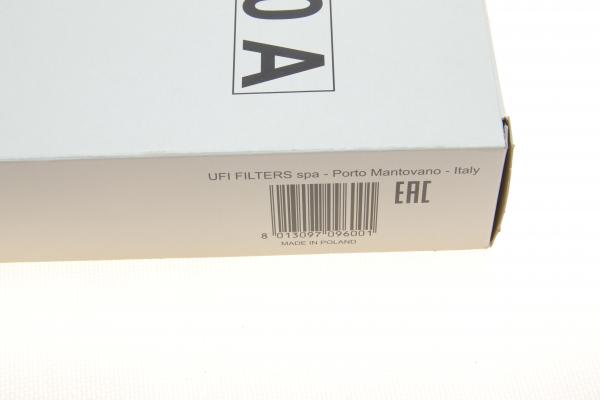 0 A
UFI FILTERS spa - Porto Mantovano - Italy
EAC
8 013097 096001
MADE IN POLAND